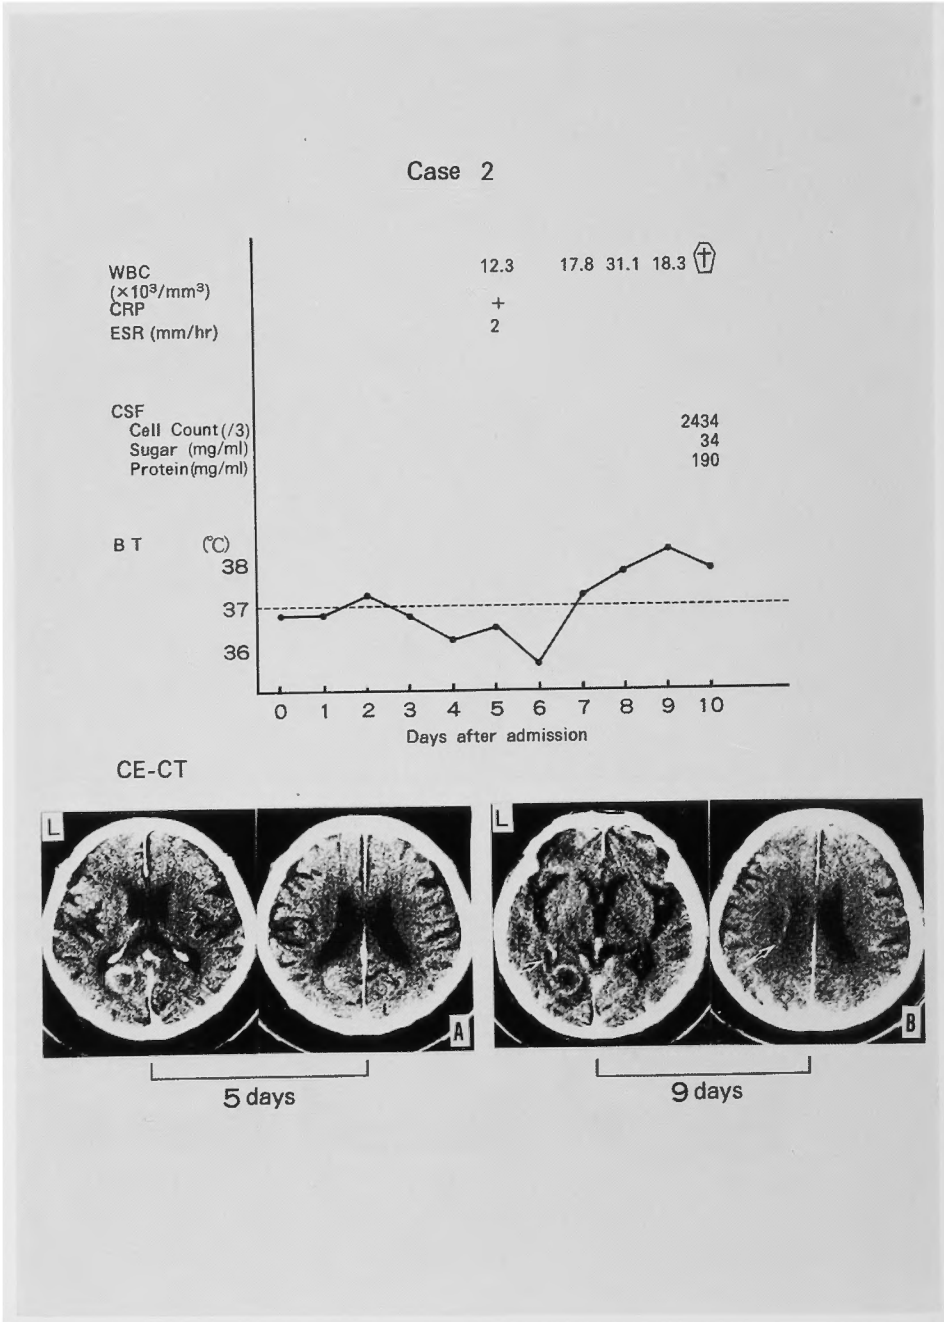 Case 2
WBC 12.3 17.8 31.1 18.3
(×10³/mm³)
CRP +
ESR (mm/hr) 2
CSF
Cell Count(/3) 2434
Sugar (mg/ml) 34
Protein(mg/ml) 190
BT (℃)
38
37
36
0 1 2 3 4 5 6 7 8 9 10
Days after admission
CE-CT
L L
A B
5 days 9 days